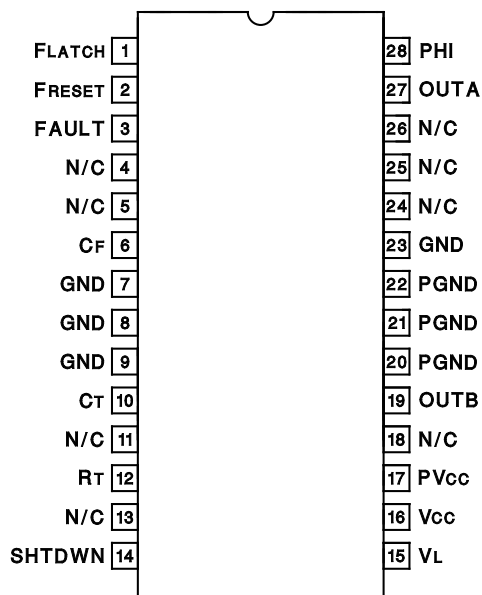 FLATCH 1 28 PHI
FRESET 2 27 OUTA
FAULT 3 26 N/C
N/C 4 25 N/C
N/C 5 24 N/C
CF 6 23 GND
GND 7 22 PGND
GND 8 21 PGND
GND 9 20 PGND
CT 10 19 OUTB
N/C 11 18 N/C
RT 12 17 PVCC
N/C 13 16 VCC
SHTDWN 14 15 VL